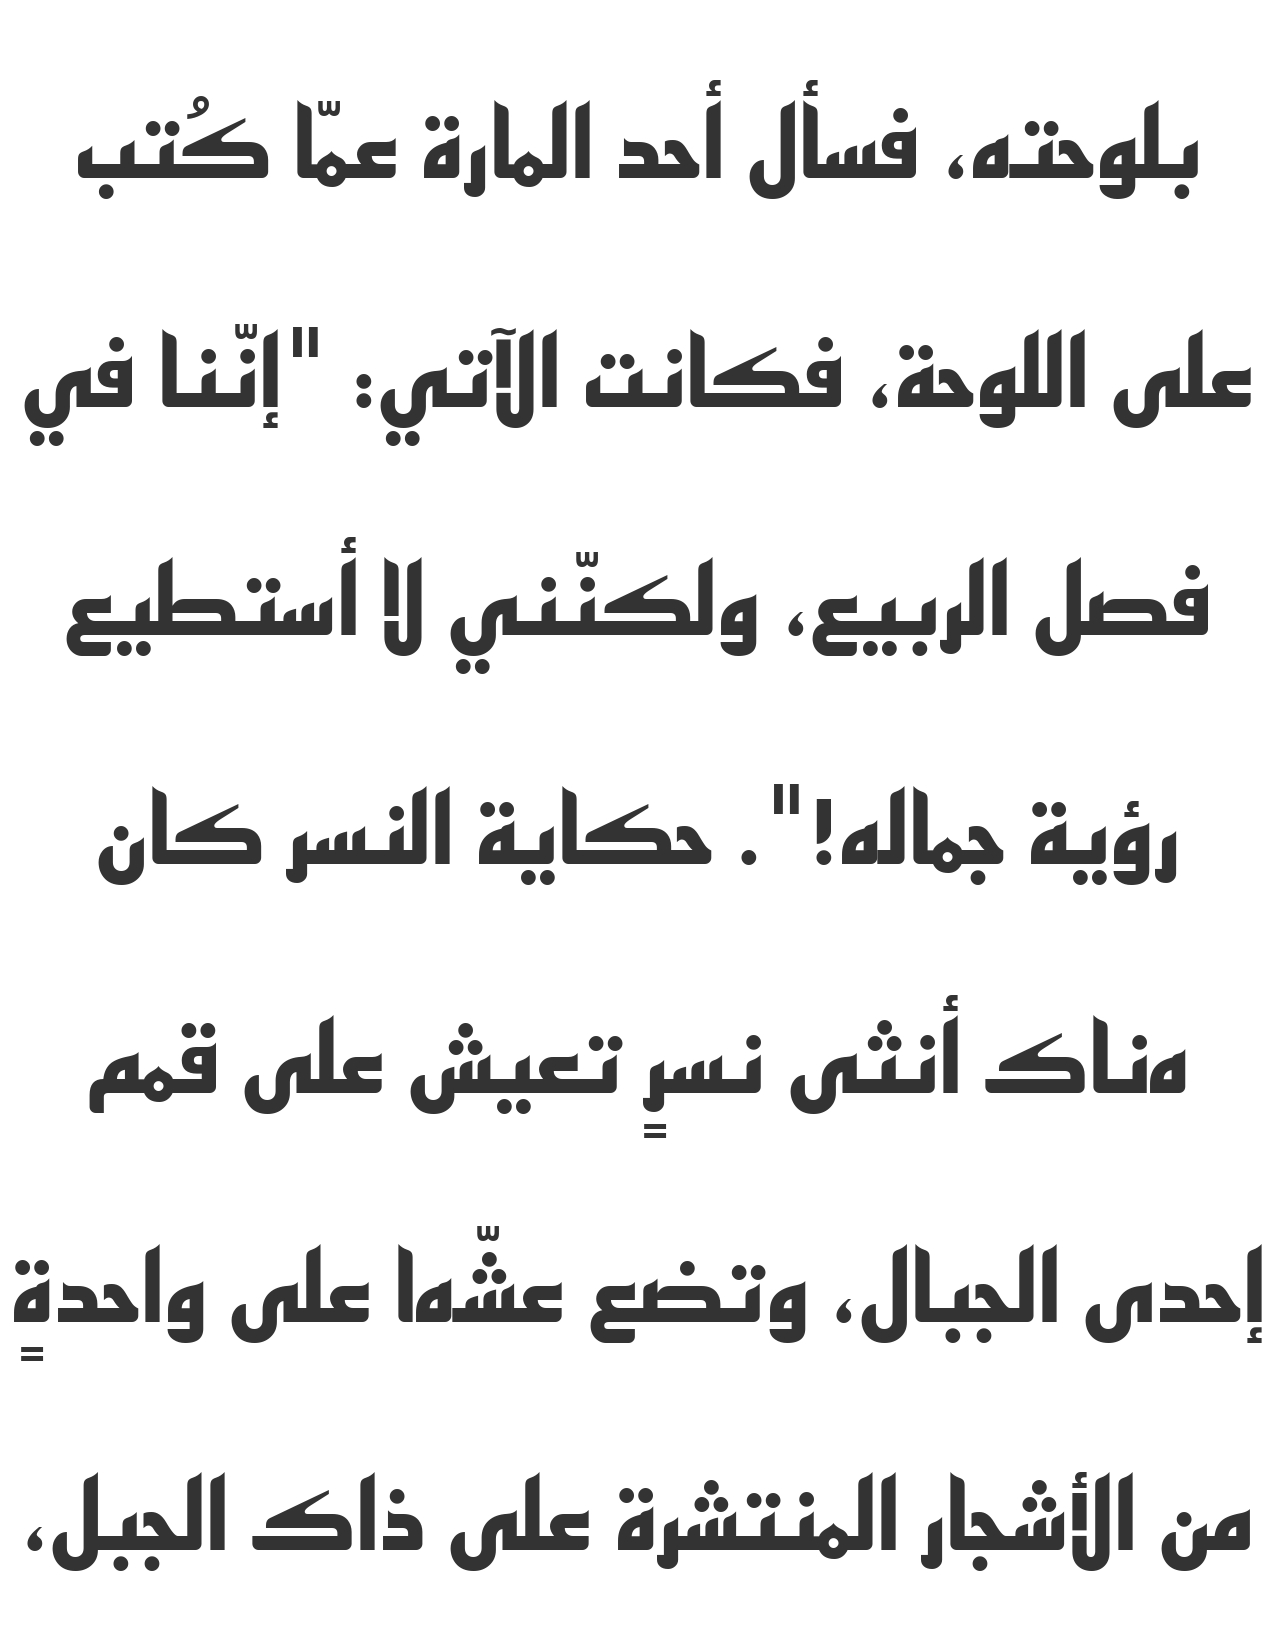 بلوحته، فسأل أحد المارة عمّا كُتب
على اللوحة، فكانت الآتي: "إنّنا في
فصل الربيع، ولكنّني لا أستطيع
رؤية جماله!". حكاية النسر كان
هناك أنثى نسرٍ تعيش على قمم
إحدى الجبال، وتضع عشّها على واحدةٍ
من الأشجار المنتشرة على ذاك الجبل،